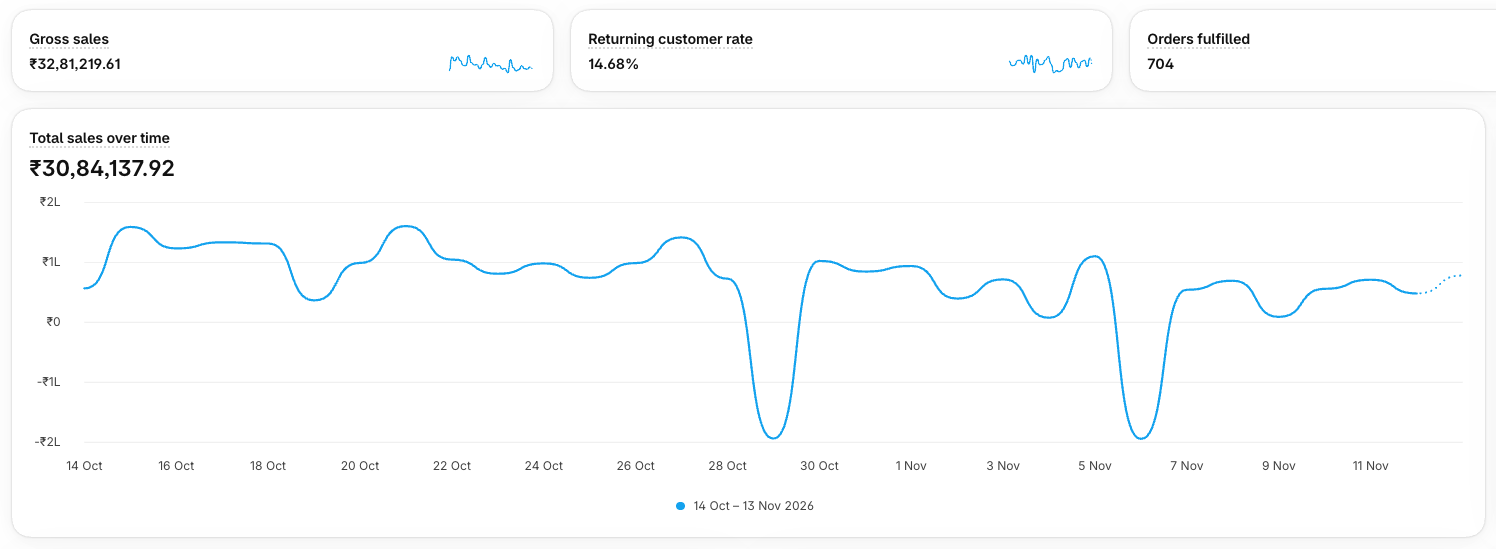 Gross sales
₹32,81,219.61
Returning customer rate
14.68%
Orders fulfilled
704
Total sales over time
₹30,84,137.92
₹2L
₹1L
₹0
-₹1L
-₹2L
14 Oct 16 Oct 18 Oct 20 Oct 22 Oct 24 Oct 26 Oct 28 Oct 30 Oct 1 Nov 3 Nov 5 Nov 7 Nov 9 Nov 11 Nov
14 Oct – 13 Nov 2026